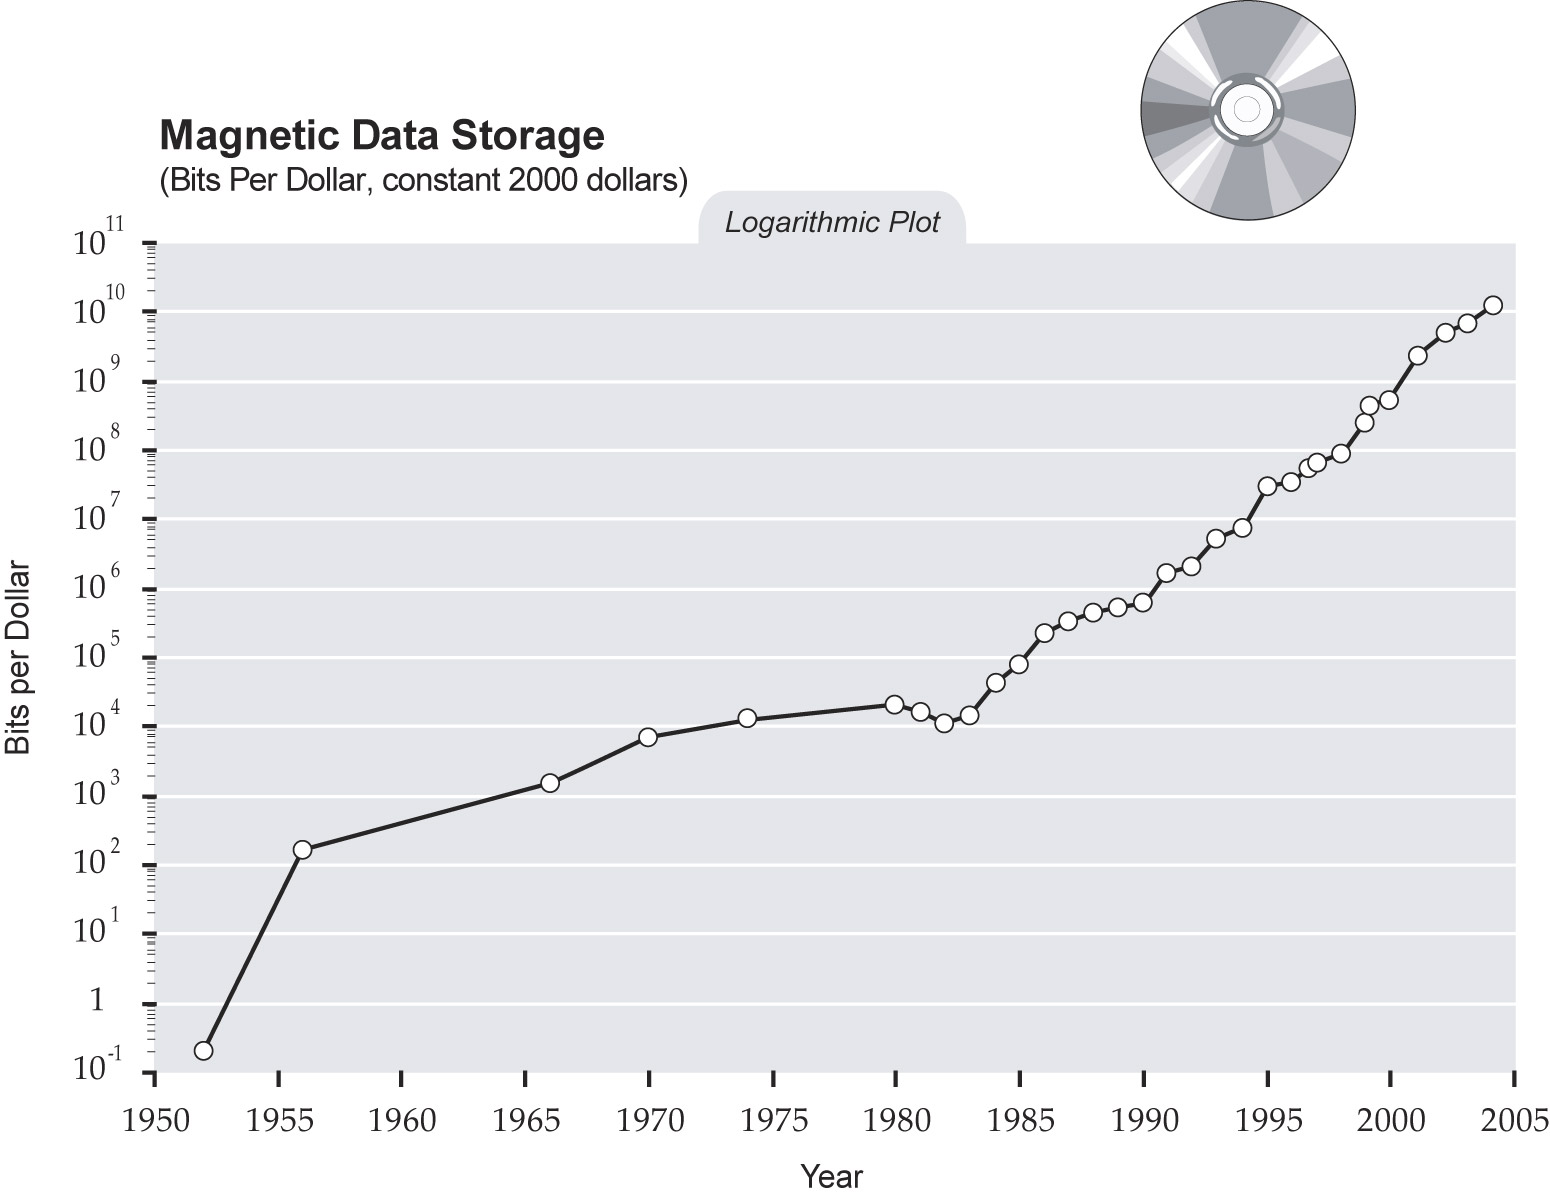 Magnetic Data Storage
(Bits Per Dollar, constant 2000 dollars)
Logarithmic Plot
10^11
10^10
10^9
10^8
10^7
10^6
10^5
10^4
10^3
10^2
10^1
1
10^-1
Bits per Dollar
1950 1955 1960 1965 1970 1975 1980 1985 1990 1995 2000 2005
Year